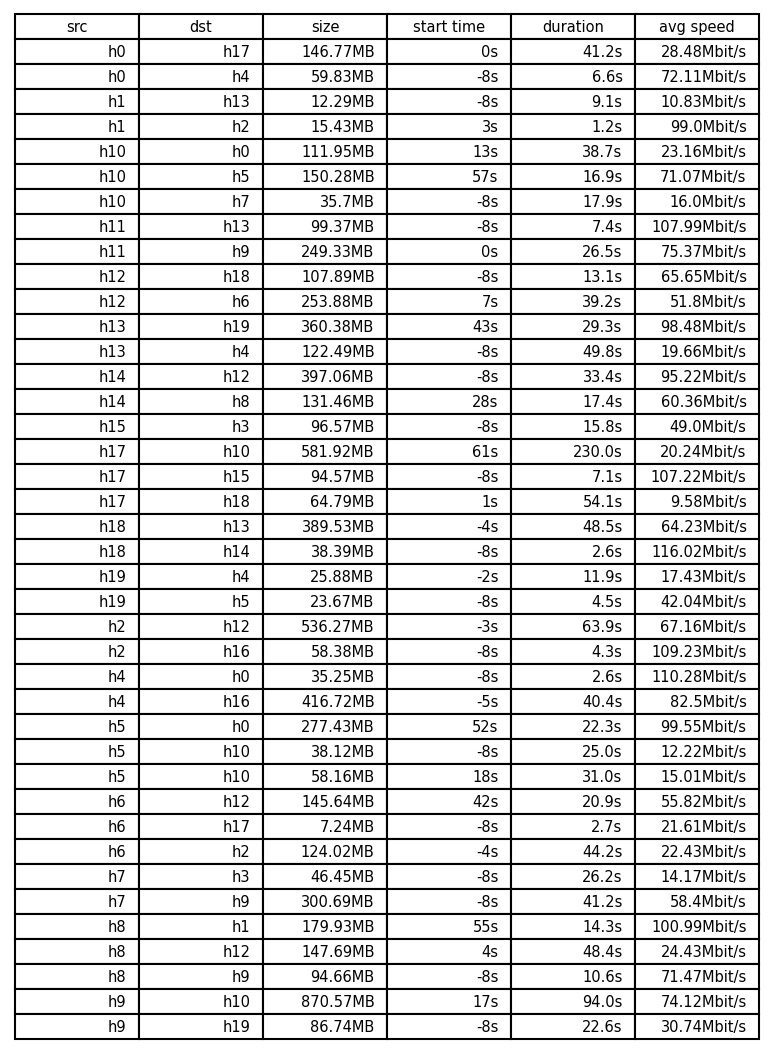 src dst size start time duration avg speed
h0 h17 146.77MB 0s 41.2s 28.48Mbit/s
h0 h4 59.83MB -8s 6.6s 72.11Mbit/s
h1 h13 12.29MB -8s 9.1s 10.83Mbit/s
h1 h2 15.43MB 3s 1.2s 99.0Mbit/s
h10 h0 111.95MB 13s 38.7s 23.16Mbit/s
h10 h5 150.28MB 57s 16.9s 71.07Mbit/s
h10 h7 35.7MB -8s 17.9s 16.0Mbit/s
h11 h13 99.37MB -8s 7.4s 107.99Mbit/s
h11 h9 249.33MB 0s 26.5s 75.37Mbit/s
h12 h18 107.89MB -8s 13.1s 65.65Mbit/s
h12 h6 253.88MB 7s 39.2s 51.8Mbit/s
h13 h19 360.38MB 43s 29.3s 98.48Mbit/s
h13 h4 122.49MB -8s 49.8s 19.66Mbit/s
h14 h12 397.06MB -8s 33.4s 95.22Mbit/s
h14 h8 131.46MB 28s 17.4s 60.36Mbit/s
h15 h3 96.57MB -8s 15.8s 49.0Mbit/s
h17 h10 581.92MB 61s 230.0s 20.24Mbit/s
h17 h15 94.57MB -8s 7.1s 107.22Mbit/s
h17 h18 64.79MB 1s 54.1s 9.58Mbit/s
h18 h13 389.53MB -4s 48.5s 64.23Mbit/s
h18 h14 38.39MB -8s 2.6s 116.02Mbit/s
h19 h4 25.88MB -2s 11.9s 17.43Mbit/s
h19 h5 23.67MB -8s 4.5s 42.04Mbit/s
h2 h12 536.27MB -3s 63.9s 67.16Mbit/s
h2 h16 58.38MB -8s 4.3s 109.23Mbit/s
h4 h0 35.25MB -8s 2.6s 110.28Mbit/s
h4 h16 416.72MB -5s 40.4s 82.5Mbit/s
h5 h0 277.43MB 52s 22.3s 99.55Mbit/s
h5 h10 38.12MB -8s 25.0s 12.22Mbit/s
h5 h10 58.16MB 18s 31.0s 15.01Mbit/s
h6 h12 145.64MB 42s 20.9s 55.82Mbit/s
h6 h17 7.24MB -8s 2.7s 21.61Mbit/s
h6 h2 124.02MB -4s 44.2s 22.43Mbit/s
h7 h3 46.45MB -8s 26.2s 14.17Mbit/s
h7 h9 300.69MB -8s 41.2s 58.4Mbit/s
h8 h1 179.93MB 55s 14.3s 100.99Mbit/s
h8 h12 147.69MB 4s 48.4s 24.43Mbit/s
h8 h9 94.66MB -8s 10.6s 71.47Mbit/s
h9 h10 870.57MB 17s 94.0s 74.12Mbit/s
h9 h19 86.74MB -8s 22.6s 30.74Mbit/s